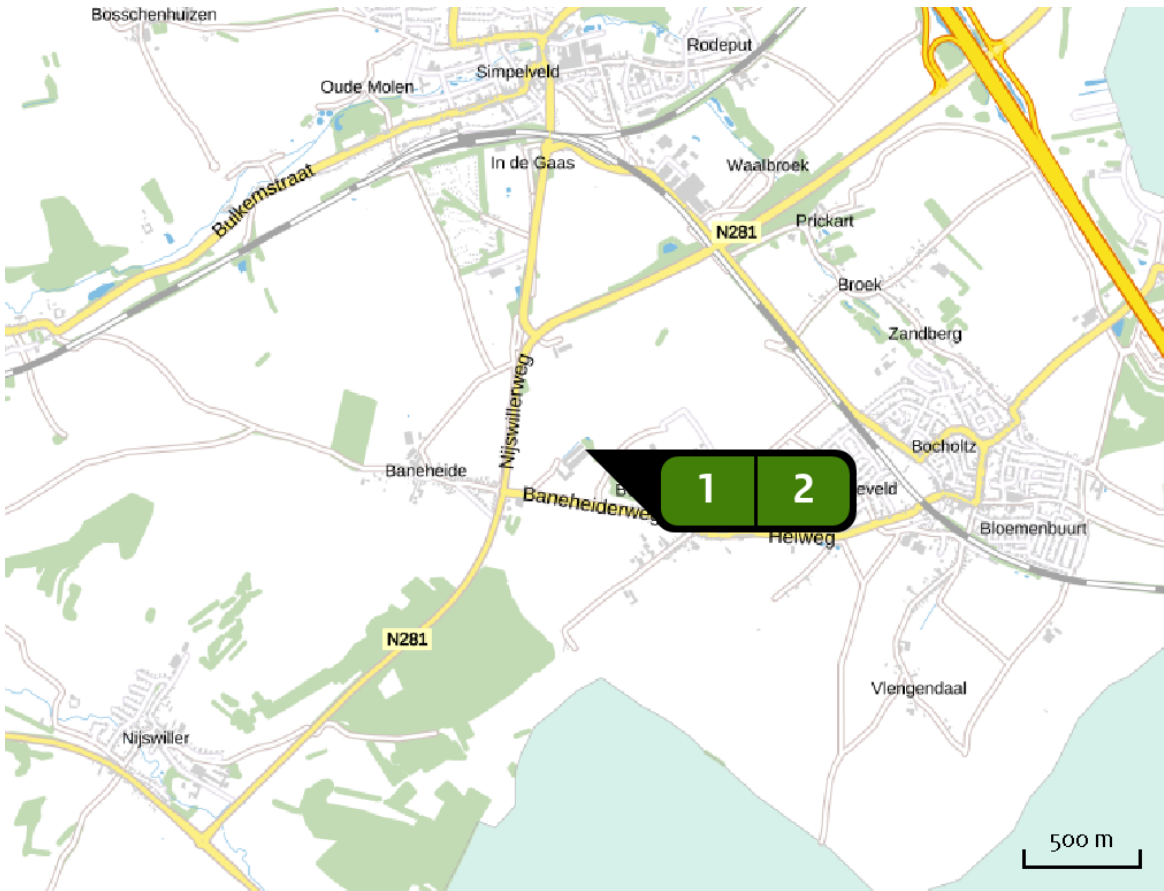 Bosschenhuizen
Rodeput
Simpelveld
Oude Molen
In de Gaas
Waalbroek
Bulkemstraat
Prickart
N281
Broek
Zandberg
Nijswillerweg
Bocholtz
Baneheide
1
2
eveld
Baneheiderweg
Helweg
Bloemenbuurt
N281
Vlengendaal
Nijswiller
500 m